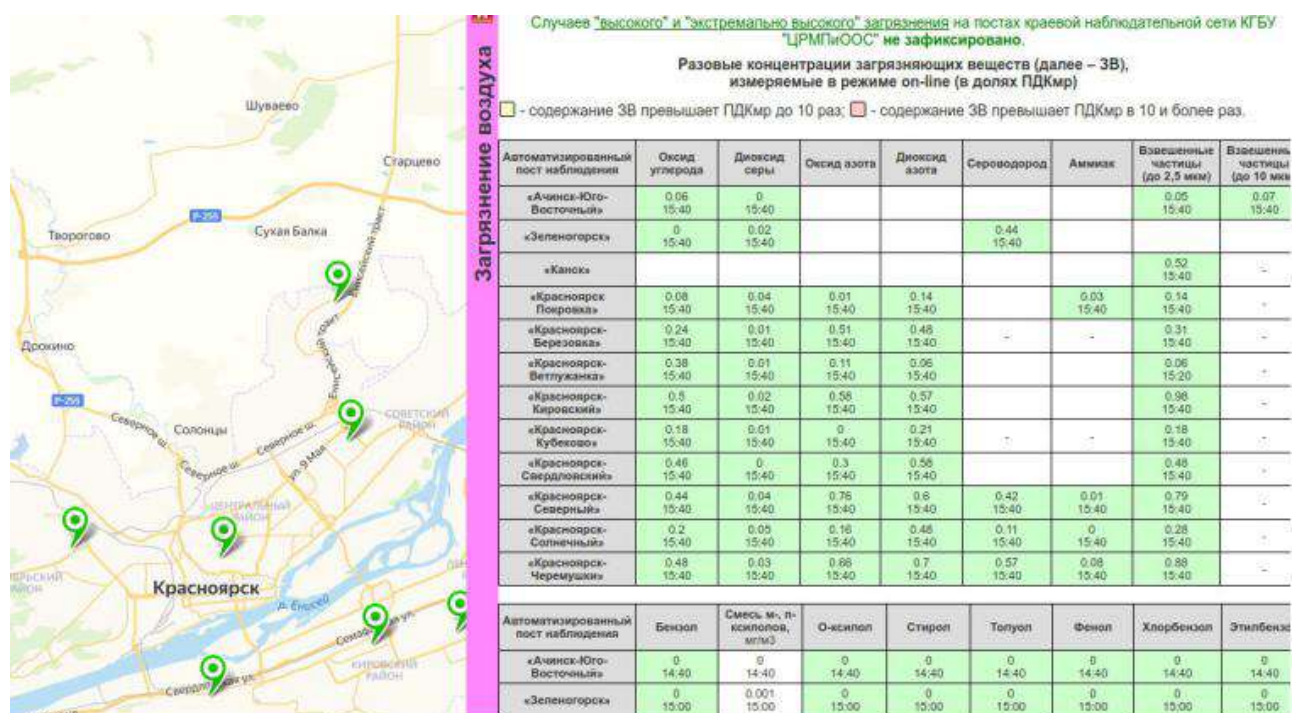 Шуваево
Старцево
Р-255
Творогово
Сухая Балка
Енисейский тракт
Дрокино
Р-255
Енисейский тракт
СОВЕТСКИЙ
РАЙОН
Северное ш.
Солонцы
Северное ш.
Северное ш.
ул. 9 Мая
ЦЕНТРАЛЬНЫЙ
РАЙОН
Красноярск
р. Енисей
КИРОВСКИЙ
РАЙОН
Загрязнение воздуха
Случаев "высокого" и "экстремально высокого" загрязнения на постах краевой наблюдательной сети КГБУ
"ЦРМПиООС" не зафиксировано.
Разовые концентрации загрязняющих веществ (далее – ЗВ),
измеряемые в режиме on-line (в долях ПДКмр)
- содержание ЗВ превышает ПДКмр до 10 раз; - содержание ЗВ превышает ПДКмр в 10 и более раз.
Автоматизированный пост наблюдения Оксид углерода Диоксид серы Оксид азота Диоксид азота Сероводород Аммиак Взвешенные частицы (до 2,5 мкм) частицы (до 10
«Ачинск-Юго-Восточный» 0.06 0 0.05 0.07
15:40 15:40 15:40 15:40
«Зеленогорск» 0 0.02 0.44
15:40 15:40 15:40
«Канск» 0.52 -
15:40
«Красноярск Покровка» 0.08 0.04 0.01 0.14 0.03 0.14 -
15:40 15:40 15:40 15:40 15:40 15:40
«Красноярск-Березовка» 0.24 0.01 0.51 0.48 - - 0.31 -
15:40 15:40 15:40 15:40 15:40
«Красноярск-Ветлужанка» 0.38 0.01 0.11 0.06 0.06 -
15:40 15:40 15:40 15:40 15:20
«Красноярск-Кировский» 0.5 0.02 0.58 0.57 0.98 -
15:40 15:40 15:40 15:40 15:40
«Красноярск-Кубеково» 0.18 0.01 0 0.21 - - 0.18 -
15:40 15:40 15:40 15:40 15:40
«Красноярск-Свердловский» 0.46 0 0.3 0.58 0.48 -
15:40 15:40 15:40 15:40 15:40
«Красноярск-Северный» 0.44 0.04 0.76 0.6 0.42 0.01 0.79 -
15:40 15:40 15:40 15:40 15:40 15:40 15:40
«Красноярск-Солнечный» 0.2 0.05 0.16 0.48 0.11 0 0.28 -
15:40 15:40 15:40 15:40 15:40 15:40 15:40
«Красноярск-Черемушки» 0.48 0.03 0.66 0.7 0.57 0.08 0.88 -
15:40 15:40 15:40 15:40 15:40 15:40 15:40
Автоматизированный пост наблюдения Бензол Смесь м-, п-ксилолов, мг/м3 О-ксилол Стирол Толуол Фенол Хлорбензол
«Ачинск-Юго-Восточный» 0 0 0 0 0 0 0 0
14:40 14:40 14:40 14:40 14:40 14:40 14:40 14:40
«Зеленогорск» 0 0.001 0 0 0 0 0 0
15:00 15:00 15:00 15:00 15:00 15:00 15:00 15:00